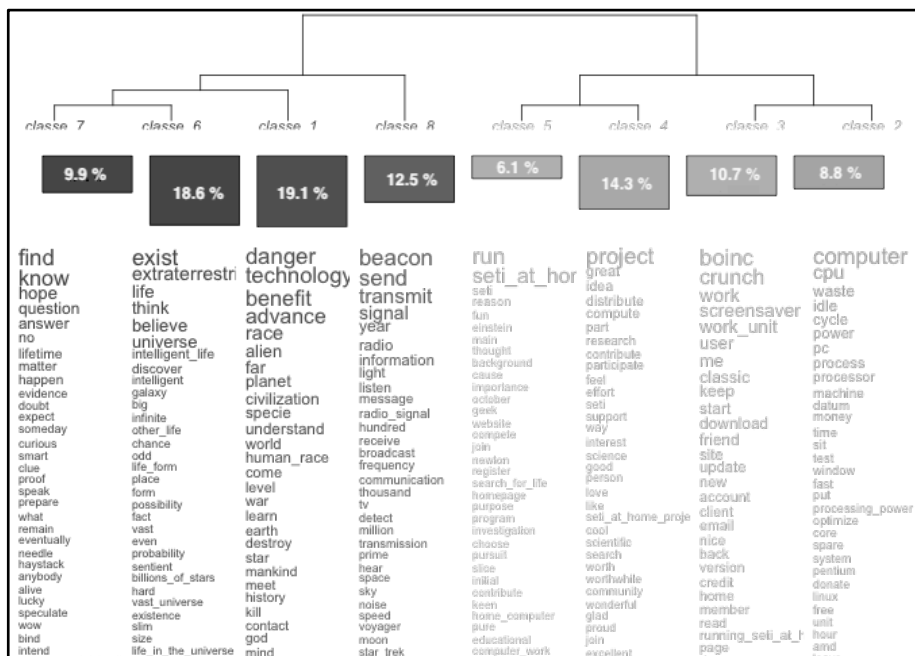 classe_7 classe_6 classe_1 classe_8 classe_5 classe_4 classe_3 classe_2
9.9 % 18.6 % 19.1 % 12.5 % 6.1 % 14.3 % 10.7 % 8.8 %
find
know
hope
question
answer
no
lifetime
matter
happen
evidence
doubt
expect
someday
curious
smart
clue
proof
speak
prepare
what
remain
eventually
needle
haystack
anybody
alive
lucky
speculate
wow
bind
intend
exist
extraterrestri
life
think
believe
universe
intelligent_life
discover
intelligent
galaxy
big
infinite
other_life
chance
odd
life_form
place
form
possibility
fact
vast
even
probability
sentient
billions_of_stars
hard
vast_universe
existence
slim
size
life_in_the_universe
danger
technology
benefit
advance
race
alien
far
planet
civilization
specie
understand
world
human_race
come
level
war
learn
earth
destroy
star
mankind
meet
history
kill
contact
god
mind
beacon
send
transmit
signal
year
radio
information
light
listen
message
radio_signal
hundred
receive
broadcast
frequency
communication
thousand
tv
detect
million
transmission
prime
hear
space
sky
noise
speed
voyager
moon
star_trek
run
seti_at_hor
seti
reason
fun
einstein
main
thought
background
cause
importance
october
geek
website
compete
join
newton
register
search_for_life
homepage
purpose
program
investigation
choose
pursuit
slice
initial
contribute
keen
home_computer
pure
educational
computer_work
project
great
idea
distribute
compute
part
research
contribute
participate
feel
effort
seti
support
way
interest
science
good
person
love
like
seti_at_home_proje
cool
scientific
search
worth
worthwhile
community
wonderful
glad
proud
join
excellent
boinc
crunch
work
screensaver
work_unit
user
me
classic
keep
start
download
friend
site
update
new
account
client
email
nice
back
version
credit
home
member
read
running_seti_at_h
page
computer
cpu
waste
idle
cycle
power
pc
process
processor
machine
datum
money
time
sit
test
window
fast
put
processing_power
optimize
core
spare
system
pentium
donate
linux
free
unit
hour
amd